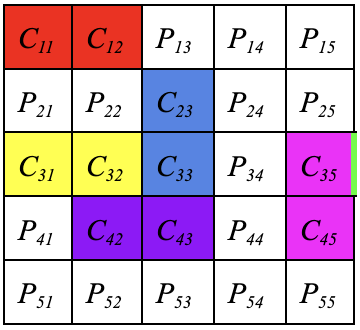 C11 C12 P13 P14 P15
P21 P22 C23 P24 P25
C31 C32 C33 P34 C35
P41 C42 C43 P44 C45
P51 P52 P53 P54 P55